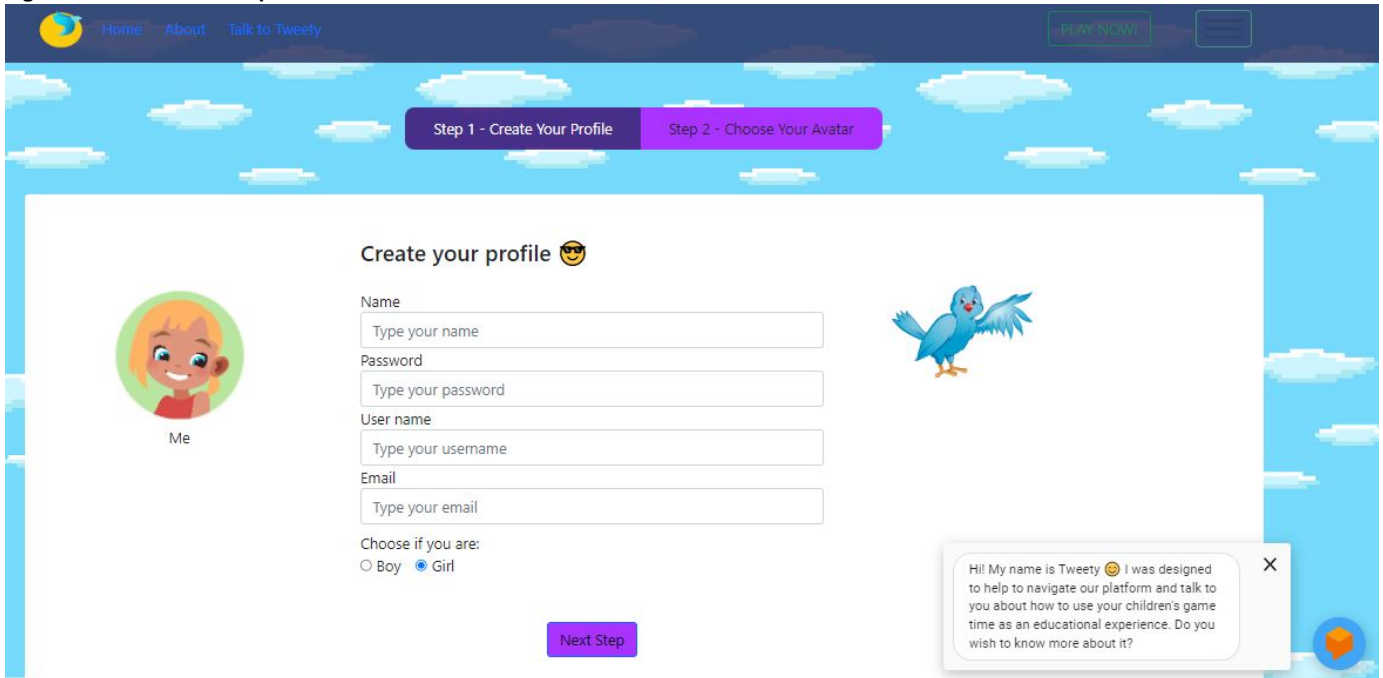 Home About Talk to Tweety PLAY NOW!
Step 1 - Create Your Profile Step 2 - Choose Your Avatar
Create your profile 😎
Name
Type your name
Password
Type your password
User name
Type your username
Me
Email
Type your email
Choose if you are:
Boy Girl
Next Step
Hi! My name is Tweety 😊 I was designed
to help to navigate our platform and talk to
you about how to use your children's game
time as an educational experience. Do you
wish to know more about it?